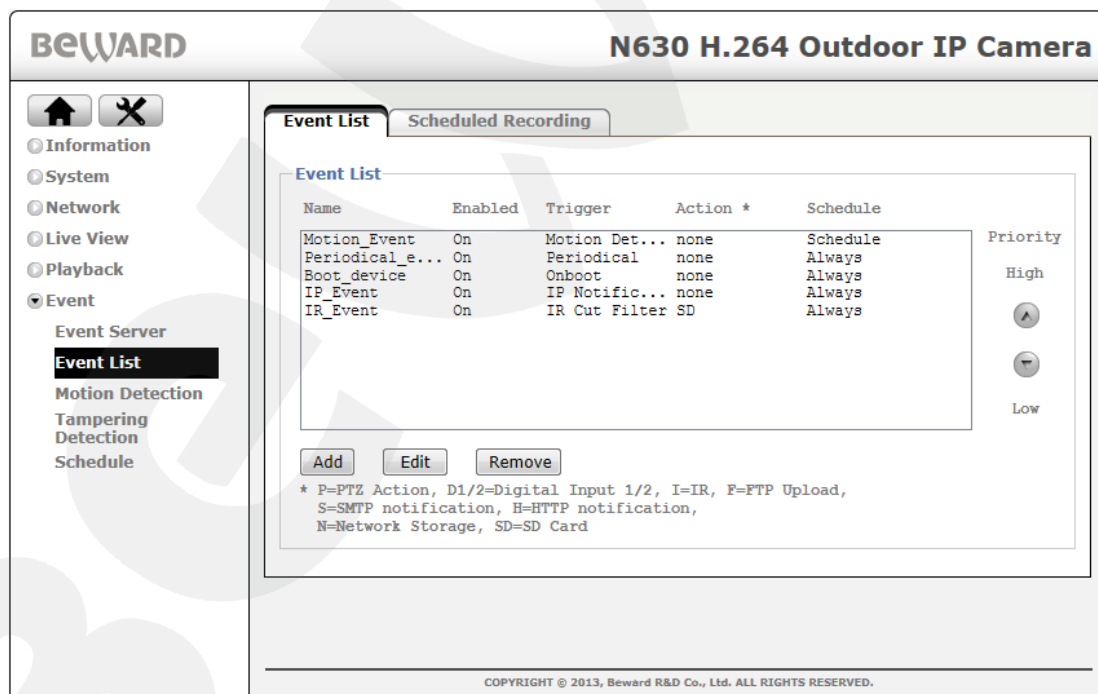 BEWARD
N630 H.264 Outdoor IP Camera
Information
System
Network
Live View
Playback
Event
Event Server
Event List
Motion Detection
Tampering
Detection
Schedule
Event List Scheduled Recording
Event List
Name Enabled Trigger Action * Schedule
Motion_Event On Motion Det... none Schedule
Periodical_e... On Periodical none Always
Boot_device On Onboot none Always
IP_Event On IP Notific... none Always
IR_Event On IR Cut Filter SD Always
Priority
High
Low
Add Edit Remove
* P=PTZ Action, D1/2=Digital Input 1/2, I=IR, F=FTP Upload,
S=SMTP notification, H=HTTP notification,
N=Network Storage, SD=SD Card
COPYRIGHT © 2013, Beward R&D Co., Ltd. ALL RIGHTS RESERVED.